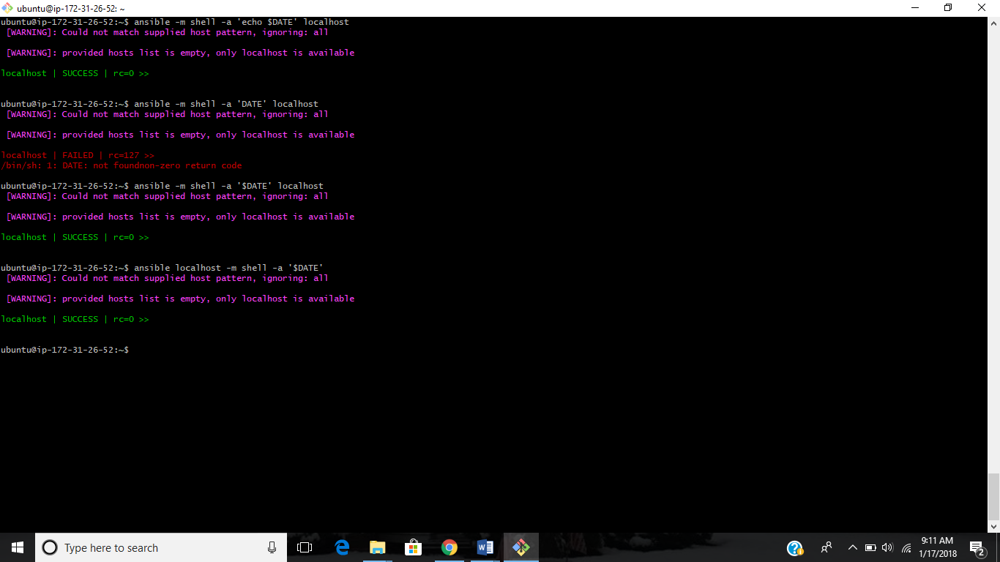 ubuntu@ip-172-31-26-52: ~
ubuntu@ip-172-31-26-52:~$ ansible -m shell -a 'echo $DATE' localhost
[WARNING]: Could not match supplied host pattern, ignoring: all
[WARNING]: provided hosts list is empty, only localhost is available
localhost | SUCCESS | rc=0 >>
ubuntu@ip-172-31-26-52:~$ ansible -m shell -a 'DATE' localhost
[WARNING]: Could not match supplied host pattern, ignoring: all
[WARNING]: provided hosts list is empty, only localhost is available
localhost | FAILED | rc=127 >>
/bin/sh: 1: DATE: not foundnon-zero return code
ubuntu@ip-172-31-26-52:~$ ansible -m shell -a '$DATE' localhost
[WARNING]: Could not match supplied host pattern, ignoring: all
[WARNING]: provided hosts list is empty, only localhost is available
localhost | SUCCESS | rc=0 >>
ubuntu@ip-172-31-26-52:~$ ansible localhost -m shell -a '$DATE'
[WARNING]: Could not match supplied host pattern, ignoring: all
[WARNING]: provided hosts list is empty, only localhost is available
localhost | SUCCESS | rc=0 >>
ubuntu@ip-172-31-26-52:~$
Type here to search
9:11 AM
1/17/2018
2